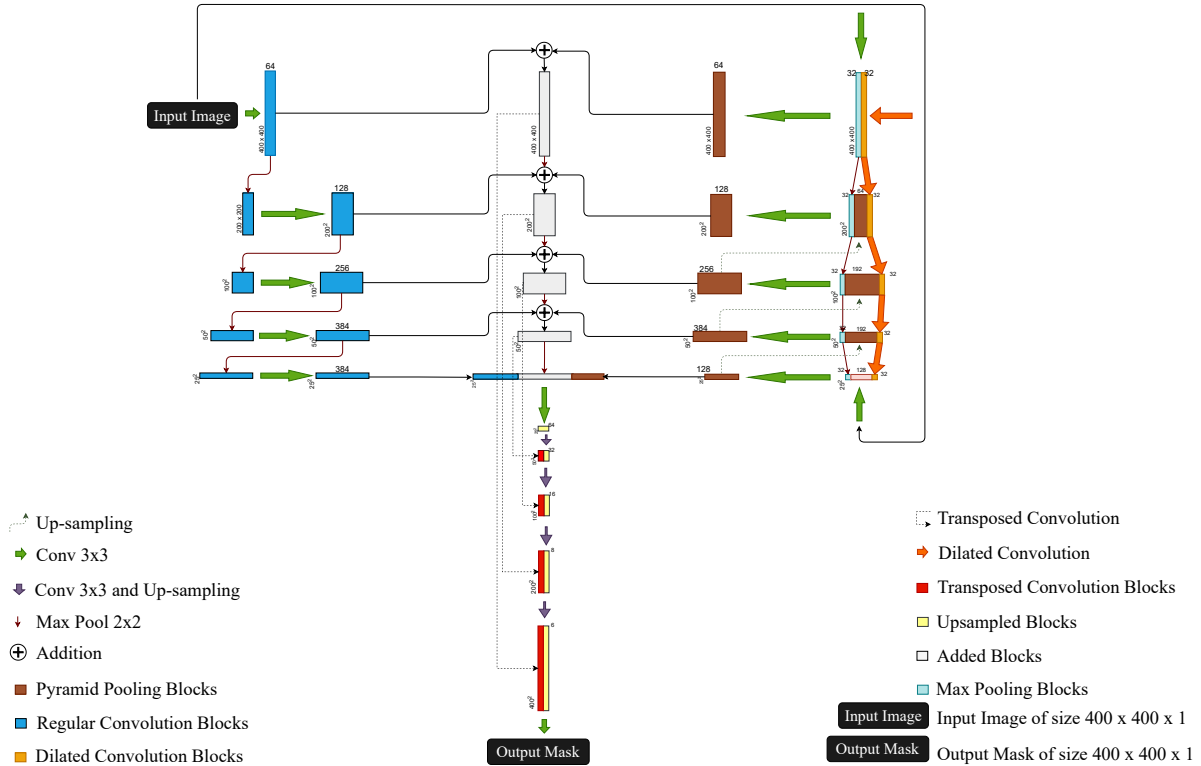 64
64
32 32
Input Image
400 x 400
400 x 400
400 x 400
400 x 400
128
128
32 64 32
200 x 200
200²
200²
200²
200²
256
256
32 192 32
100²
100²
100²
100²
100²
384
384
32 192 32
50²
50²
50²
50²
50²
384
128
32 128 32
25²
25²
25²
25²
64
32
16
100²
8
200²
6
400²
Output Mask
Up-sampling
Conv 3x3
Conv 3x3 and Up-sampling
Max Pool 2x2
Addition
Pyramid Pooling Blocks
Regular Convolution Blocks
Dilated Convolution Blocks
Transposed Convolution
Dilated Convolution
Transposed Convolution Blocks
Upsampled Blocks
Added Blocks
Max Pooling Blocks
Input Image Input Image of size 400 x 400 x 1
Output Mask Output Mask of size 400 x 400 x 1